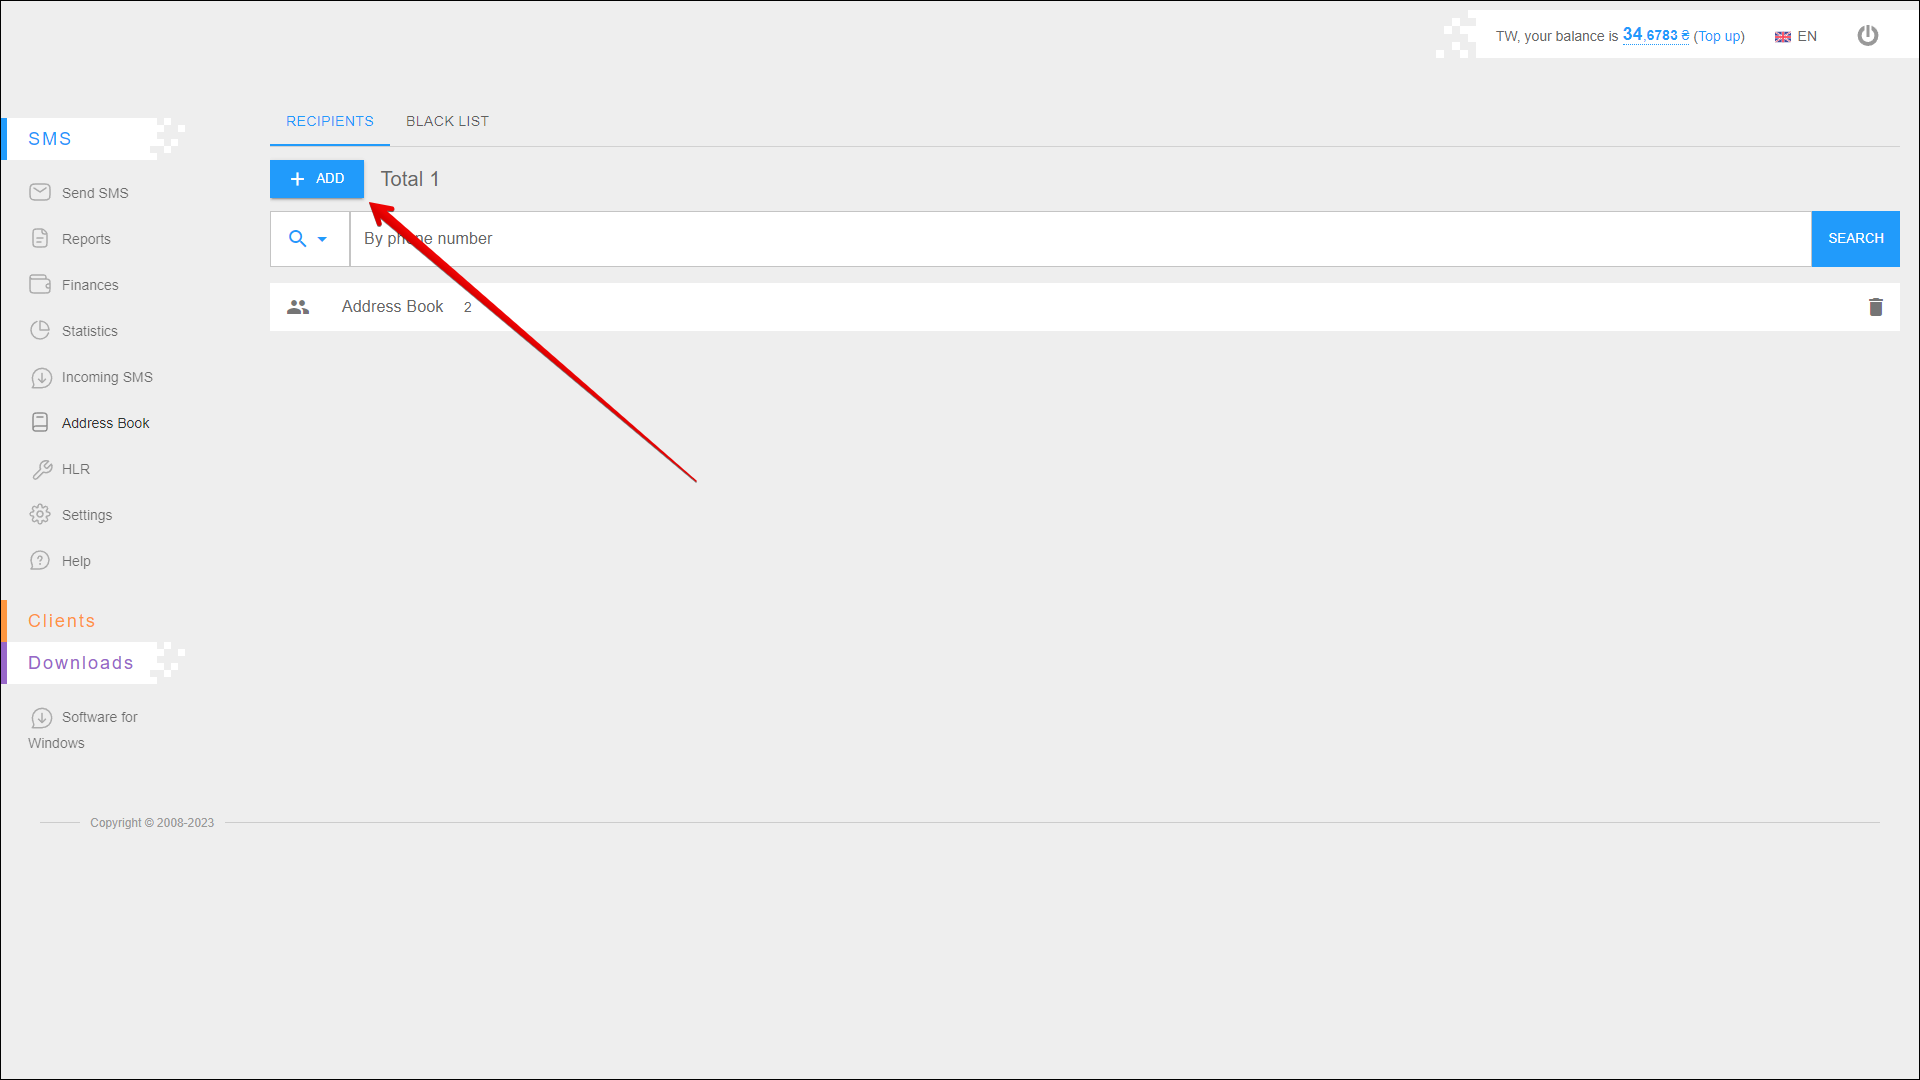 TW, your balance is 34,6783 ₴ (Top up) EN
SMS
Send SMS
Reports
Finances
Statistics
Incoming SMS
Address Book
HLR
Settings
Help
Clients
Downloads
Software for
Windows
RECIPIENTS BLACK LIST
ADD Total 1
By phone number SEARCH
Address Book 2
Copyright © 2008-2023